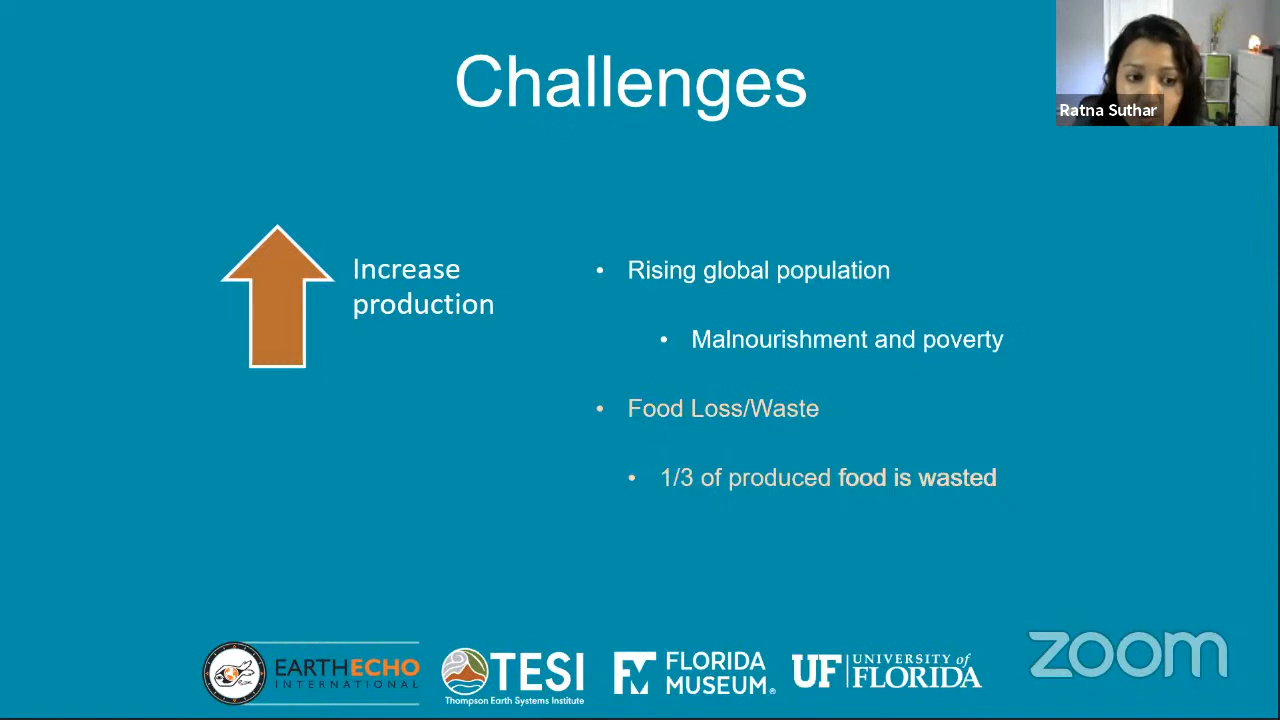 Challenges
Ratna Suthar
Increase
production
• Rising global population
• Malnourishment and poverty
• Food Loss/Waste
• 1/3 of produced food is wasted
EARTHECHO
INTERNATIONAL
TESI
Thompson Earth Systems Institute
FLORIDA
MUSEUM®
UF
UNIVERSITY of
FLORIDA
zoom